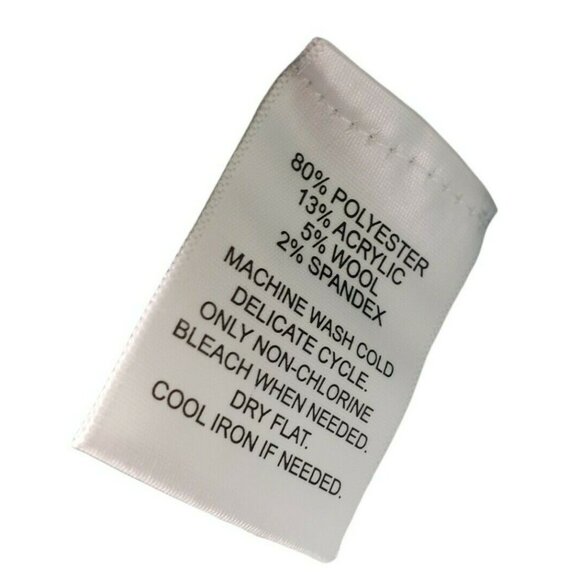 80% POLYESTER
13% ACRYLIC
5% WOOL
2% SPANDEX
MACHINE WASH COLD
DELICATE CYCLE.
ONLY NON-CHLORINE
BLEACH WHEN NEEDED.
DRY FLAT.
COOL IRON IF NEEDED.